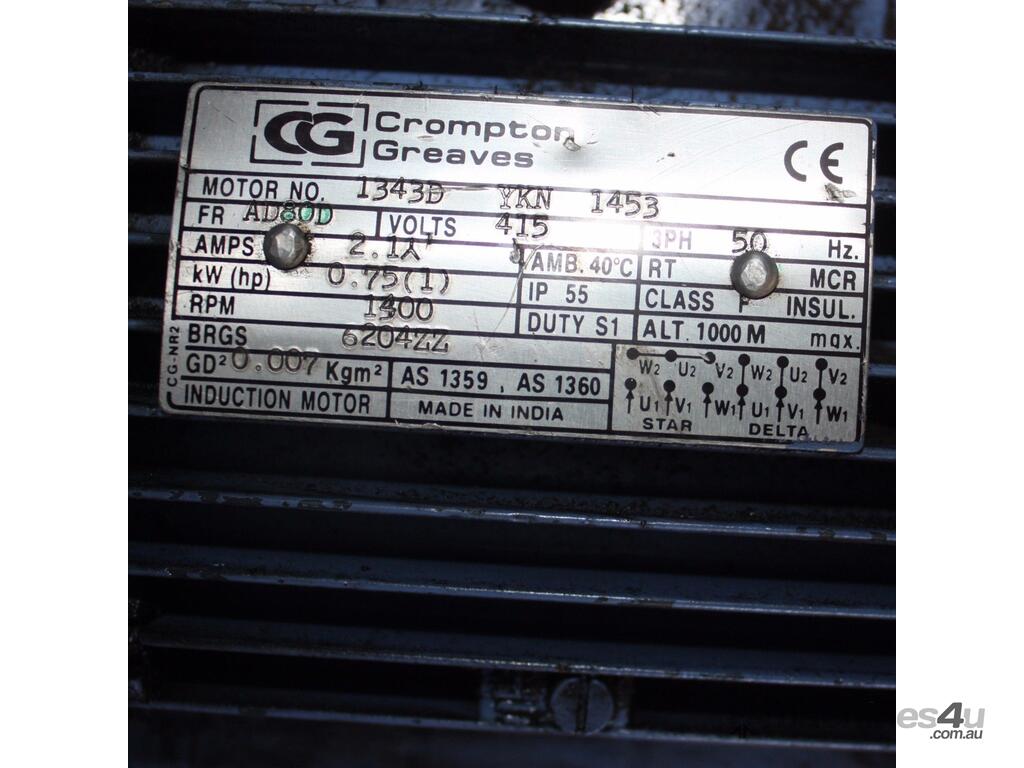 CG Crompton Greaves CE
MOTOR NO. 1343D YKN 1453
FR AD80D VOLTS 415 3PH 50 Hz.
AMPS 2.1⅄ AMB. 40°C RT MCR
kW (hp) 0.75(1) IP 55 CLASS F INSUL.
RPM 1400 DUTY S1 ALT. 1000 M max.
BRGS 6204ZZ
GD² 0.007 Kgm² AS 1359, AS 1360
INDUCTION MOTOR MADE IN INDIA
CG-NR2
W2 U2 V2 W2 U2 V2
U1 V1 W1 U1 V1 W1
STAR DELTA
es4u
.com.au